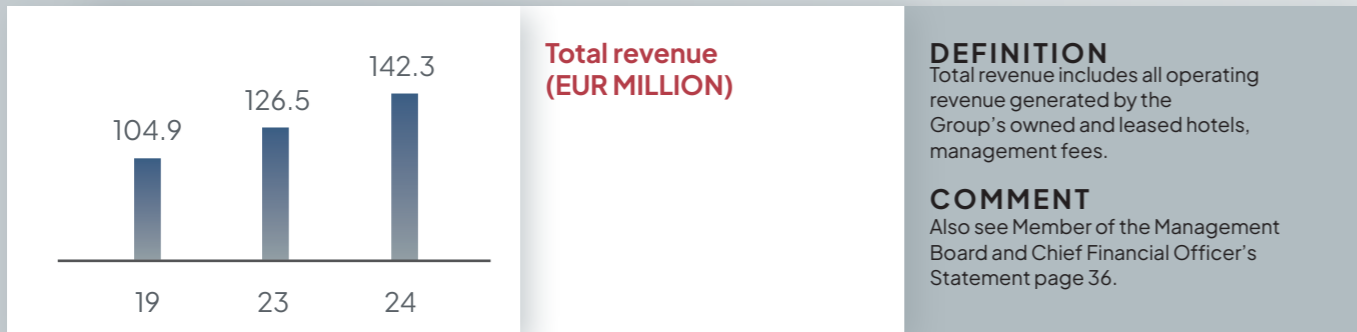 142.3
126.5
104.9
19
23
24
Total revenue
(EUR MILLION)
DEFINITION
Total revenue includes all operating
revenue generated by the
Group's owned and leased hotels,
management fees.
COMMENT
Also see Member of the Management
Board and Chief Financial Officer's
Statement page 36.